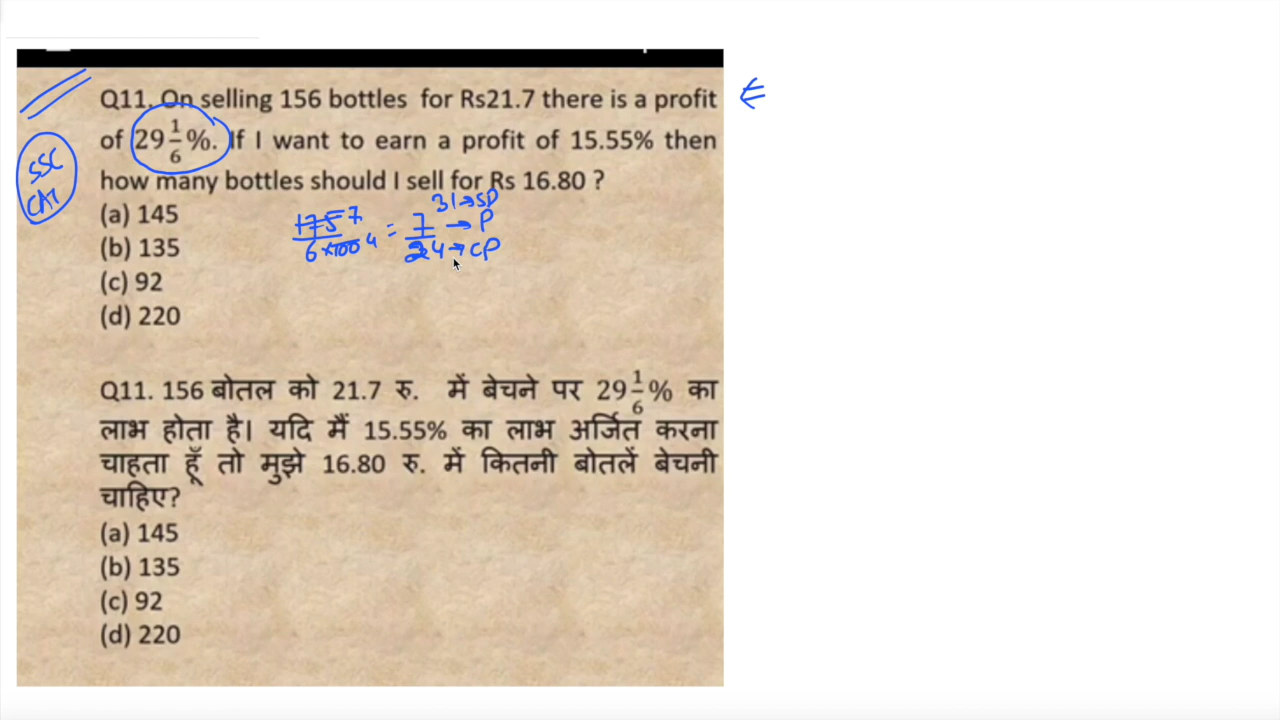 Q11. On selling 156 bottles for Rs21.7 there is a profit
of 29 1/6 %. If I want to earn a profit of 15.55% then
how many bottles should I sell for Rs 16.80 ?
(a) 145
(b) 135
(c) 92
(d) 220
SSC
CAT
31→SP
175 7 / 6×100 4 = 7 → P
24→CP
Q11. 156 बोतल को 21.7 रु. में बेचने पर 29 1/6 % का
लाभ होता है। यदि मैं 15.55% का लाभ अर्जित करना
चाहता हूँ तो मुझे 16.80 रु. में कितनी बोतलें बेचनी
चाहिए?
(a) 145
(b) 135
(c) 92
(d) 220